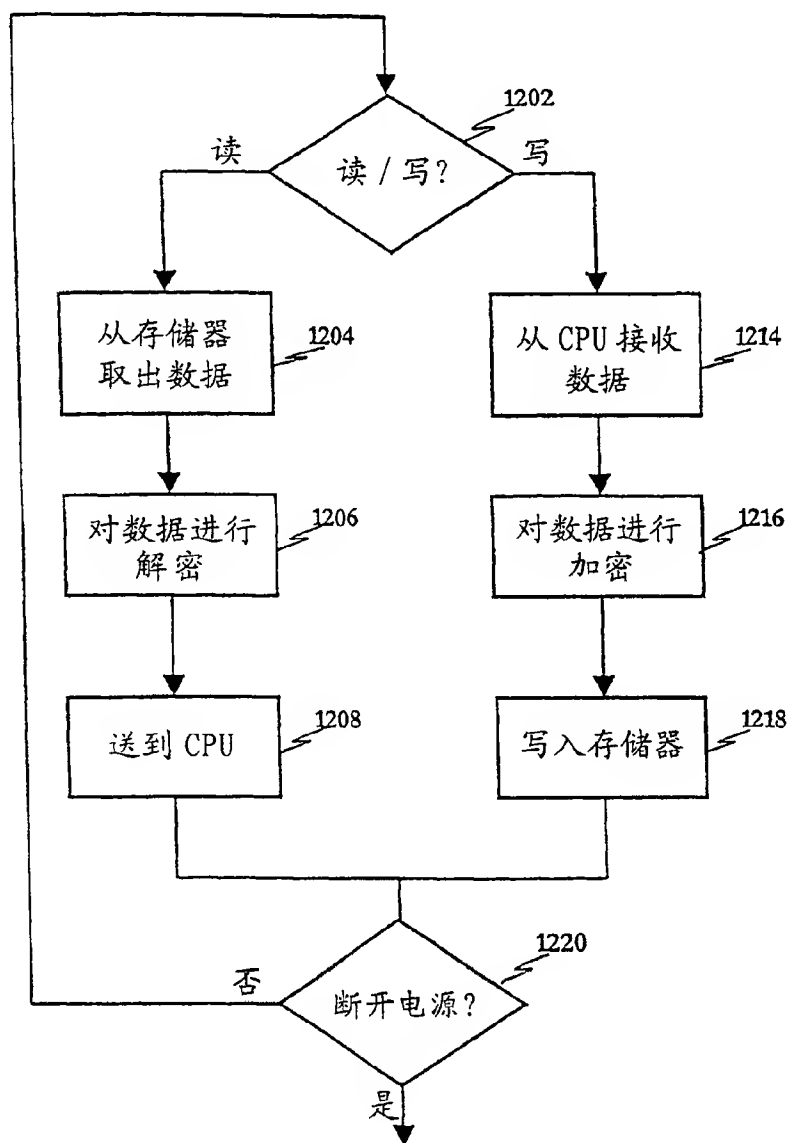 1202
读
读/写?
写
从存储器
取出数据
1204
从 CPU 接收
数据
1214
对数据进行
解密
1206
对数据进行
加密
1216
送到 CPU
1208
写入存储器
1218
1220
否
断开电源?
是